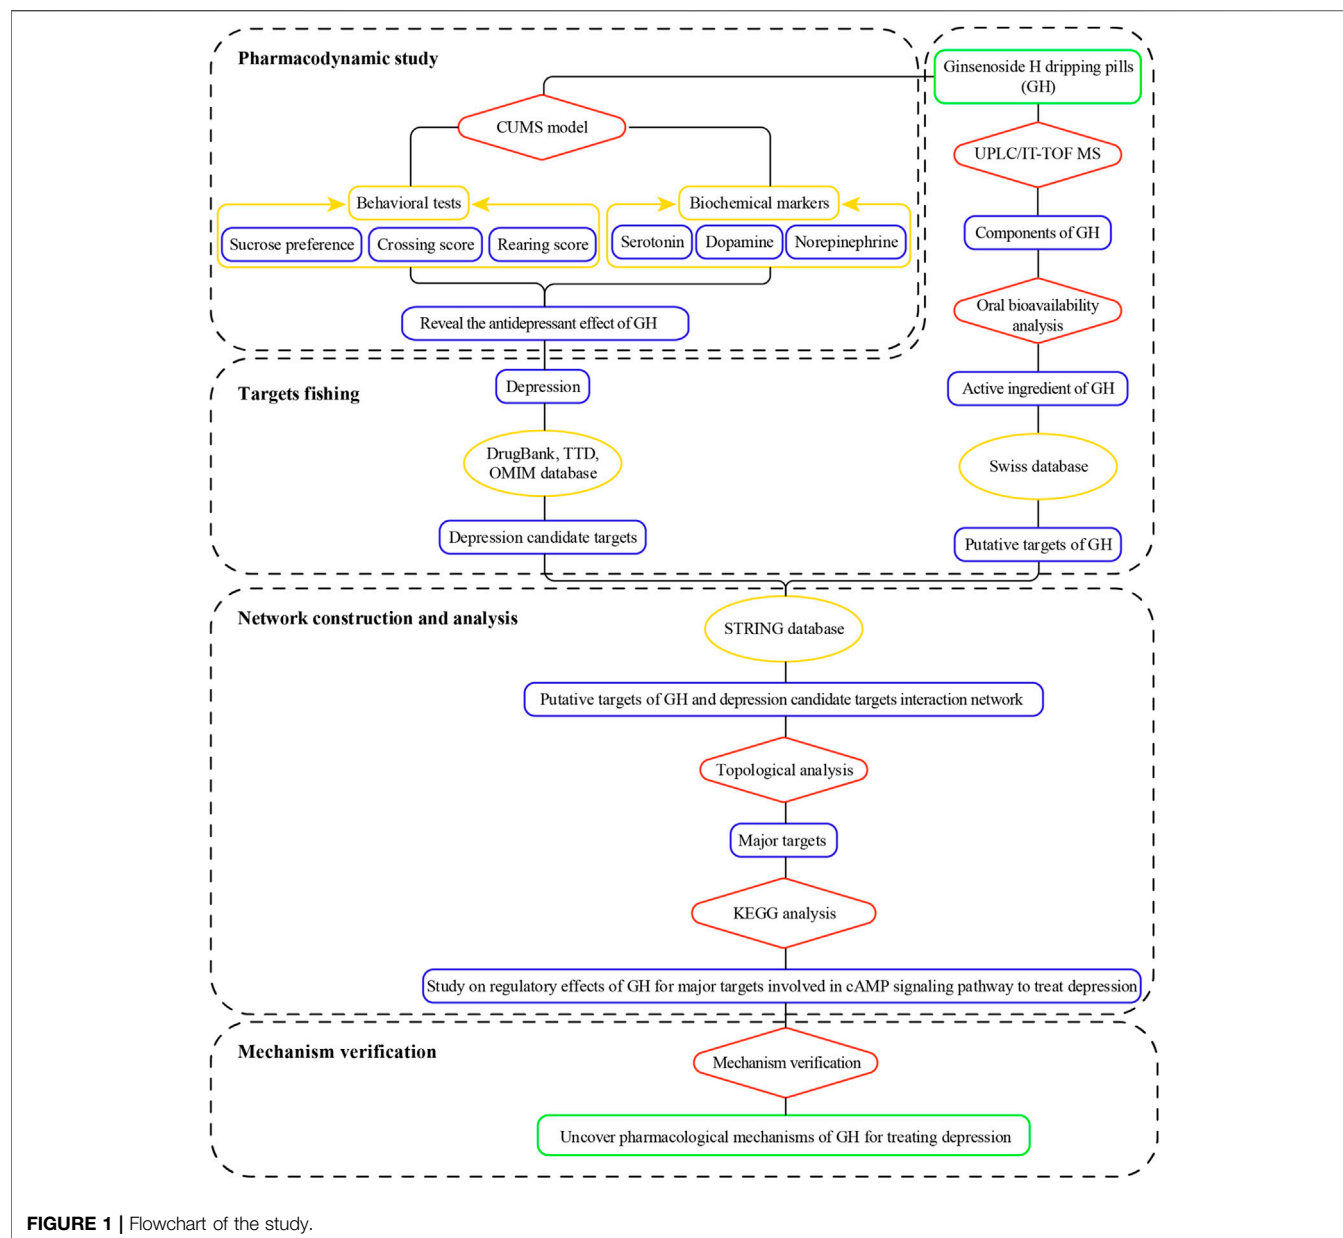 Pharmacodynamic study
Ginsenoside H dripping pills
(GH)
CUMS model
UPLC/IT-TOF MS
Behavioral tests
Biochemical markers
Sucrose preference
Crossing score
Rearing score
Serotonin
Dopamine
Norepinephrine
Components of GH
Oral bioavailability
analysis
Reveal the antidepressant effect of GH
Targets fishing
Depression
Active ingredient of GH
DrugBank, TTD,
OMIM database
Swiss database
Depression candidate targets
Putative targets of GH
Network construction and analysis
STRING database
Putative targets of GH and depression candidate targets interaction network
Topological analysis
Major targets
KEGG analysis
Study on regulatory effects of GH for major targets involved in cAMP signaling pathway to treat depression
Mechanism verification
Mechanism verification
Uncover pharmacological mechanisms of GH for treating depression
FIGURE 1 | Flowchart of the study.